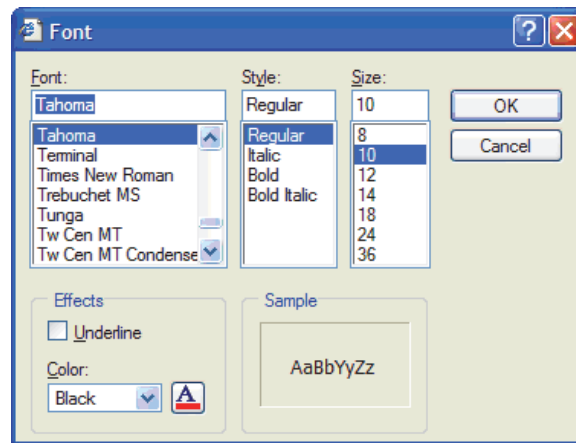 Font
Font: Style: Size:
Tahoma Regular 10 OK
Tahoma Regular 8
Terminal Italic 10 Cancel
Times New Roman Bold 12
Trebuchet MS Bold Italic 14
Tunga 18
Tw Cen MT 24
Tw Cen MT Condense 36
Effects Sample
Underline
Color: AaBbYyZz
Black A